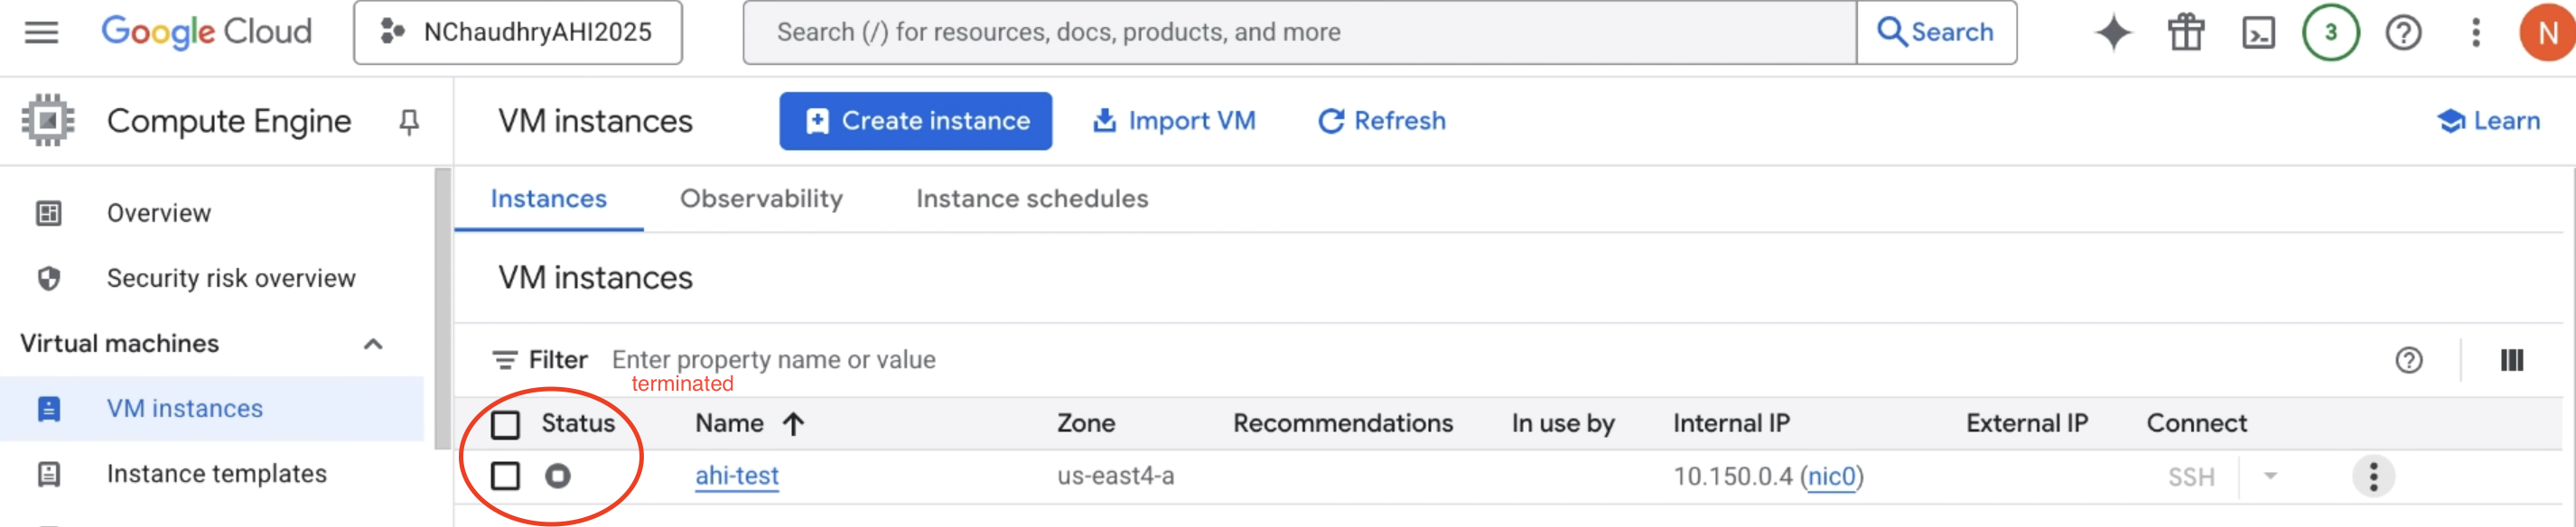 Google Cloud
NChaudhryAHI2025
Search (/) for resources, docs, products, and more
Search
3
N
Compute Engine
VM instances
Create instance
Import VM
Refresh
Learn
Overview
Security risk overview
Virtual machines
VM instances
Instance templates
Instances Observability Instance schedules
VM instances
Filter Enter property name or value
terminated
Status Name Zone Recommendations In use by Internal IP External IP Connect
ahi-test us-east4-a 10.150.0.4 (nic0) SSH